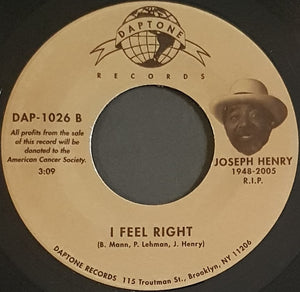 DAPTONE
RECORDS
DAP-1026 B
All profits from the sale
of this record will be
donated to the
American Cancer Society.
3:09
JOSEPH HENRY
1948-2005
R.I.P.
I FEEL RIGHT
(B. Mann, P. Lehman, J. Henry)
DAPTONE RECORDS 115 Troutman St., Brooklyn, NY 11206